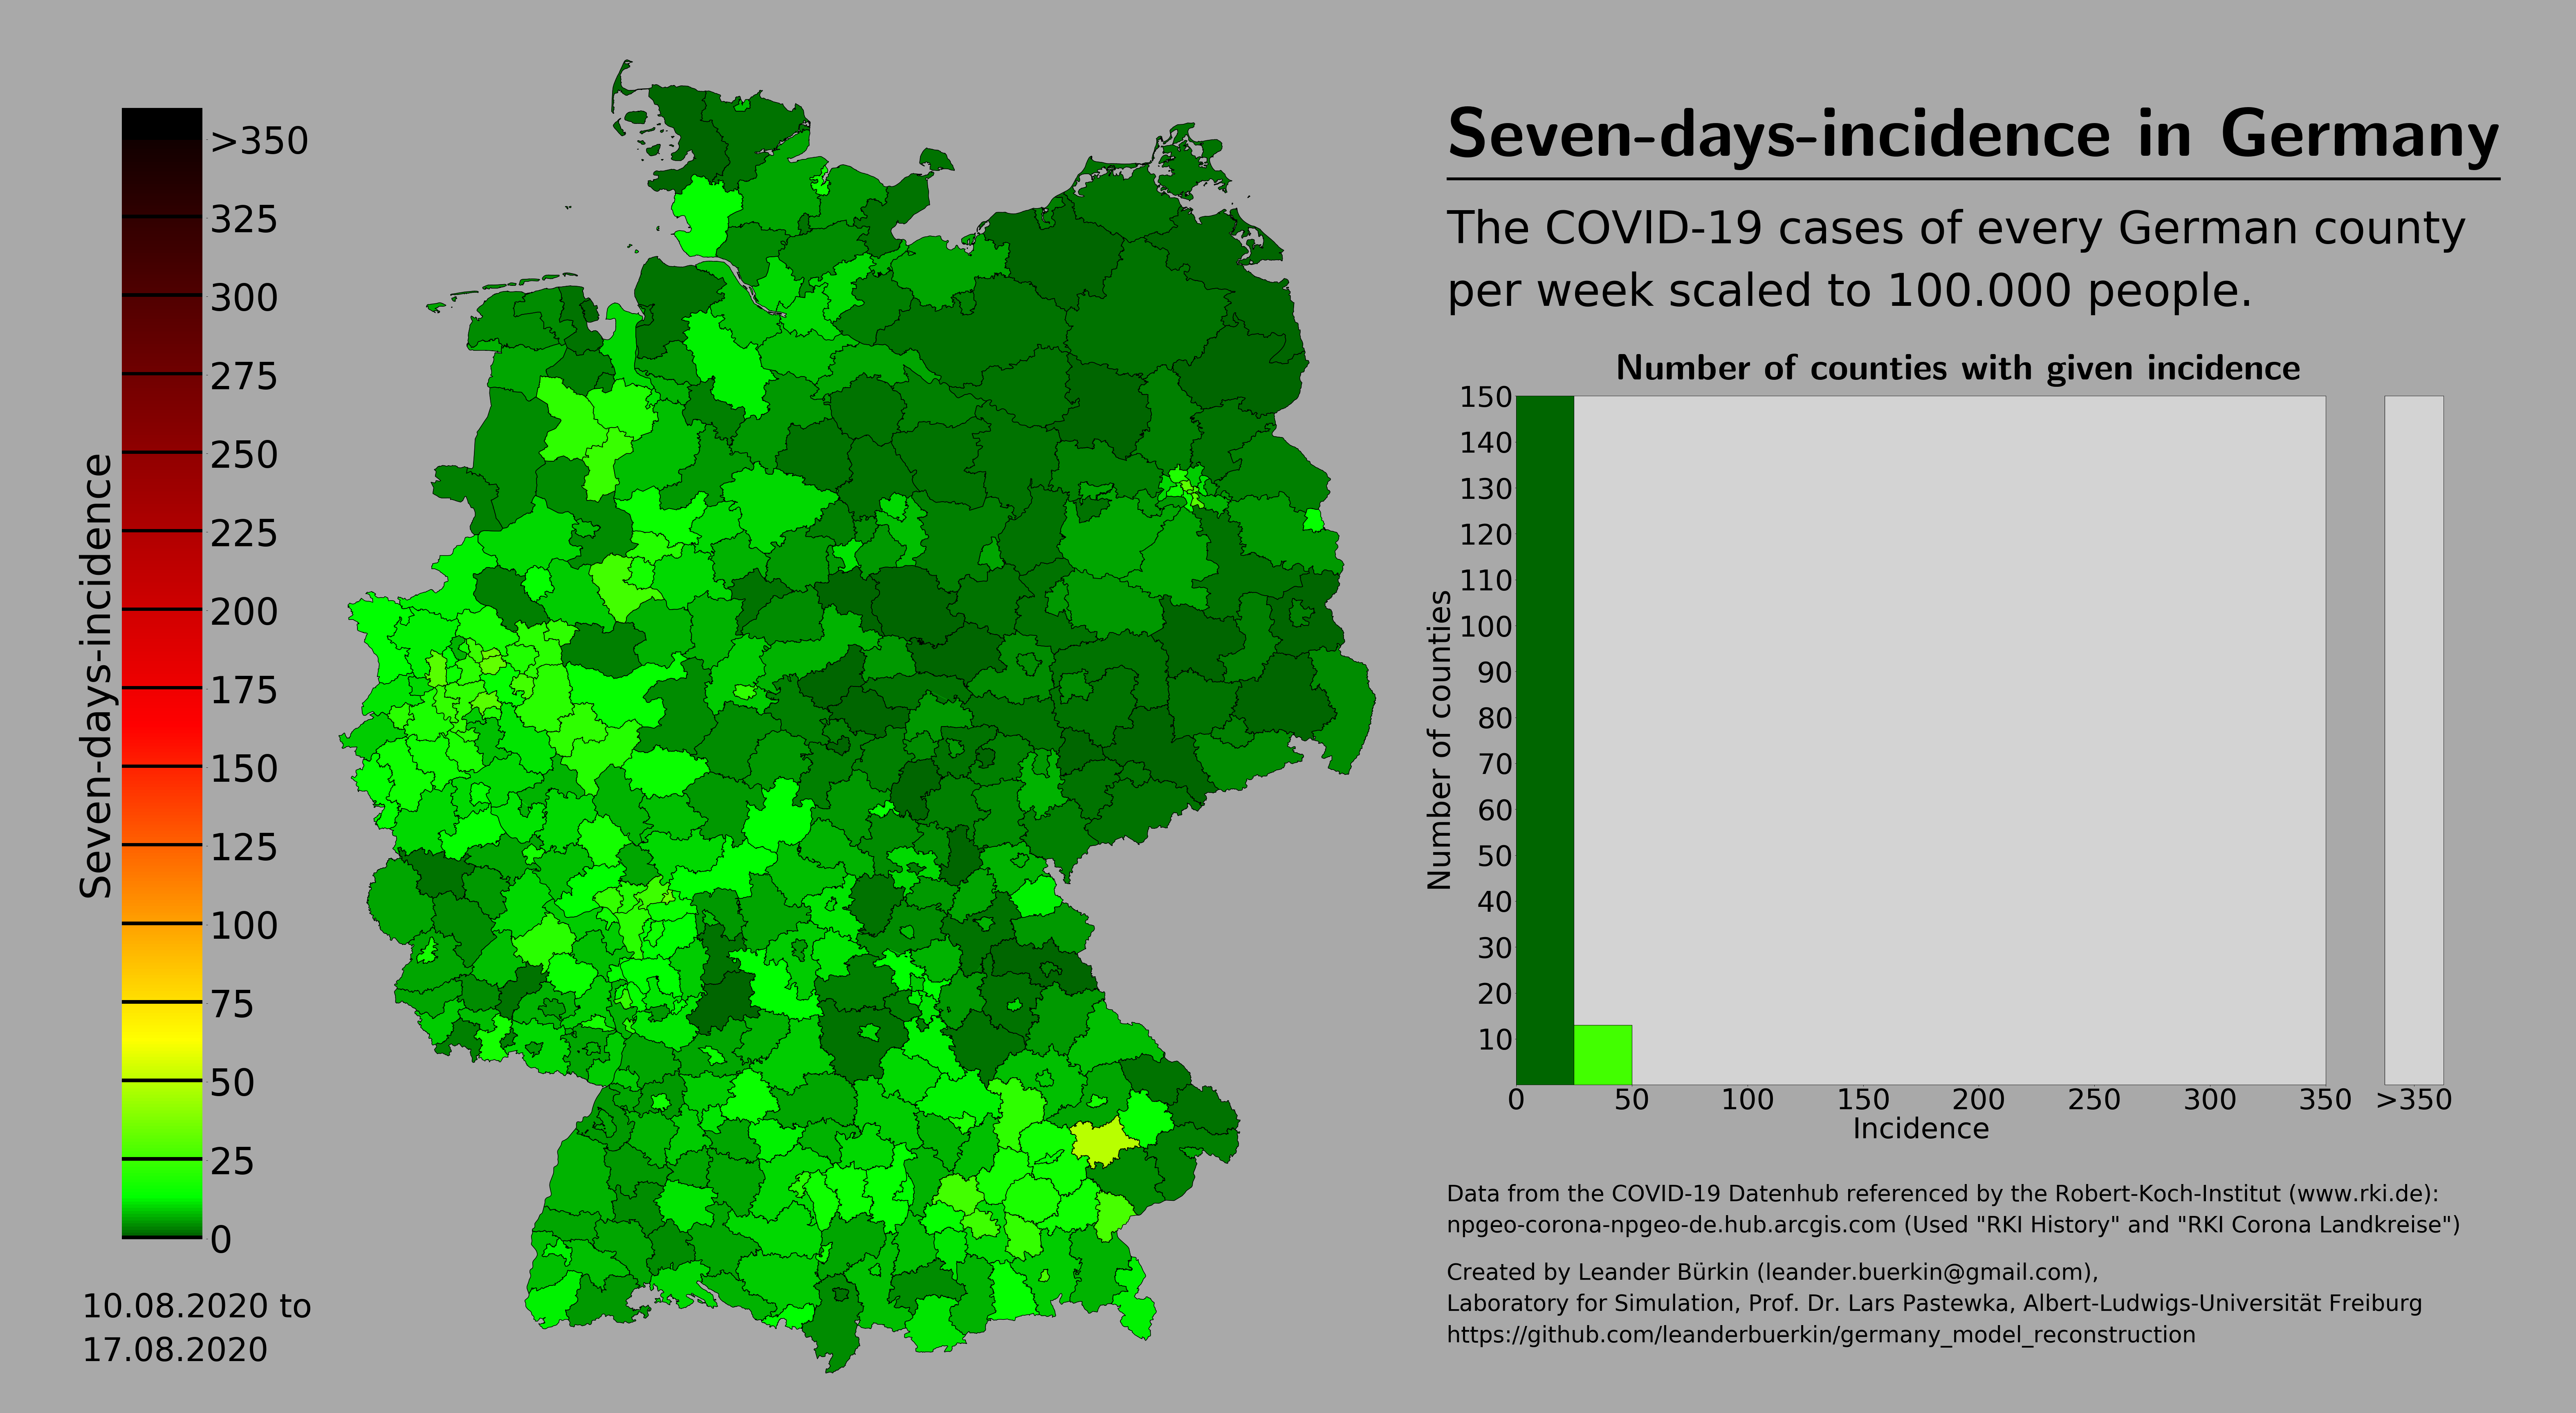 Seven-days-incidence in Germany
The COVID-19 cases of every German county
per week scaled to 100.000 people.
Seven-days-incidence
>350
325
300
275
250
225
200
175
150
125
100
75
50
25
0
10.08.2020 to
17.08.2020
Number of counties with given incidence
Number of counties
150
140
130
120
110
100
90
80
70
60
50
40
30
20
10
0 50 100 150 200 250 300 350 >350
Incidence
Data from the COVID-19 Datenhub referenced by the Robert-Koch-Institut (www.rki.de):
npgeo-corona-npgeo-de.hub.arcgis.com (Used "RKI History" and "RKI Corona Landkreise")
Created by Leander Bürkin (leander.buerkin@gmail.com),
Laboratory for Simulation, Prof. Dr. Lars Pastewka, Albert-Ludwigs-Universität Freiburg
https://github.com/leanderbuerkin/germany_model_reconstruction